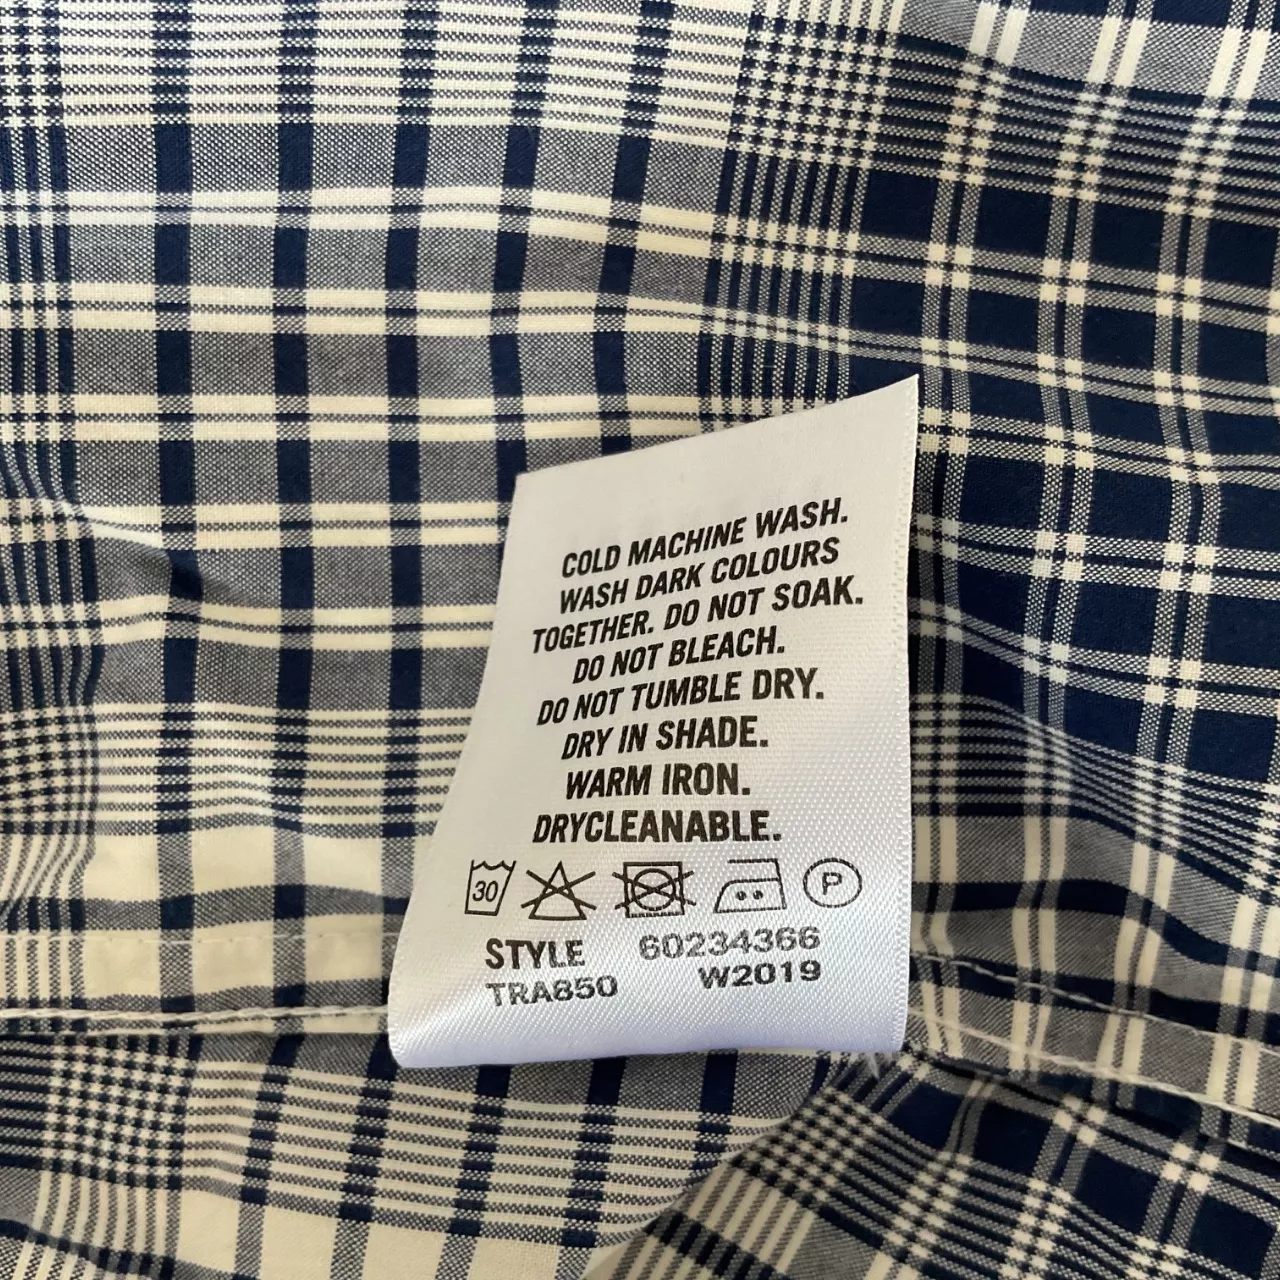 COLD MACHINE WASH.
WASH DARK COLOURS
TOGETHER. DO NOT SOAK.
DO NOT BLEACH.
DO NOT TUMBLE DRY.
DRY IN SHADE.
WARM IRON.
DRYCLEANABLE.
30 P
STYLE 60234366
TRA850 W2019